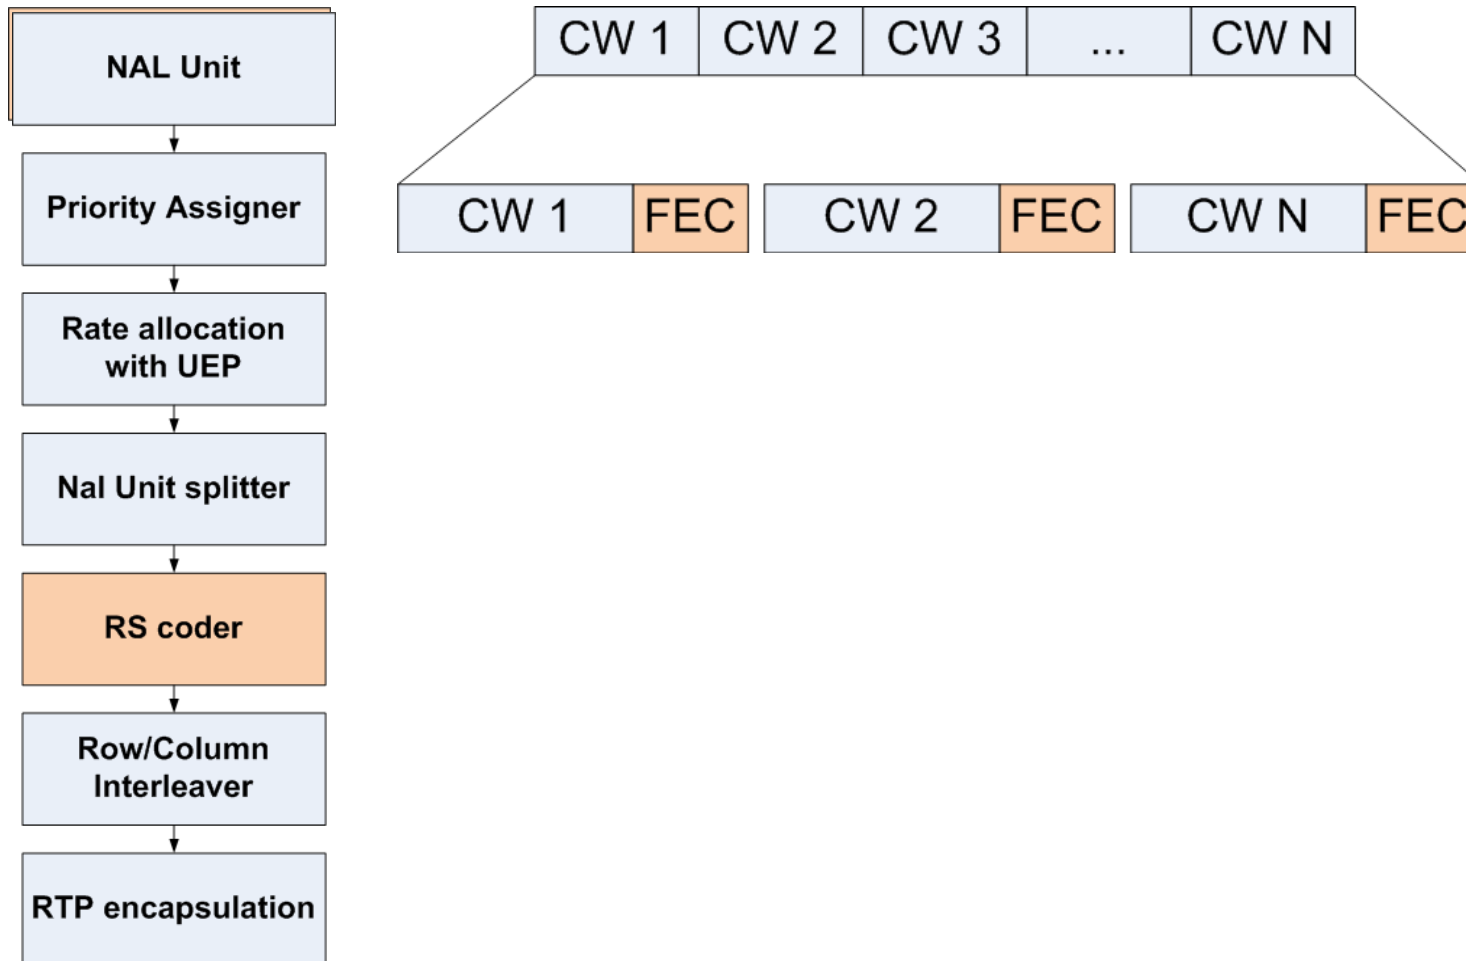 NAL Unit
Priority Assigner
Rate allocation
with UEP
Nal Unit splitter
RS coder
Row/Column
Interleaver
RTP encapsulation
CW 1 CW 2 CW 3 ... CW N
CW 1 FEC CW 2 FEC CW N FEC